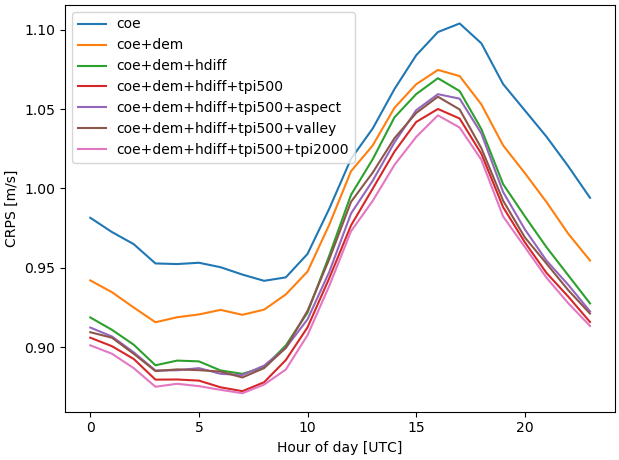 coe
coe+dem
coe+dem+hdiff
coe+dem+hdiff+tpi500
coe+dem+hdiff+tpi500+aspect
coe+dem+hdiff+tpi500+valley
coe+dem+hdiff+tpi500+tpi2000
1.10
1.05
1.00
0.95
0.90
CRPS [m/s]
0 5 10 15 20
Hour of day [UTC]